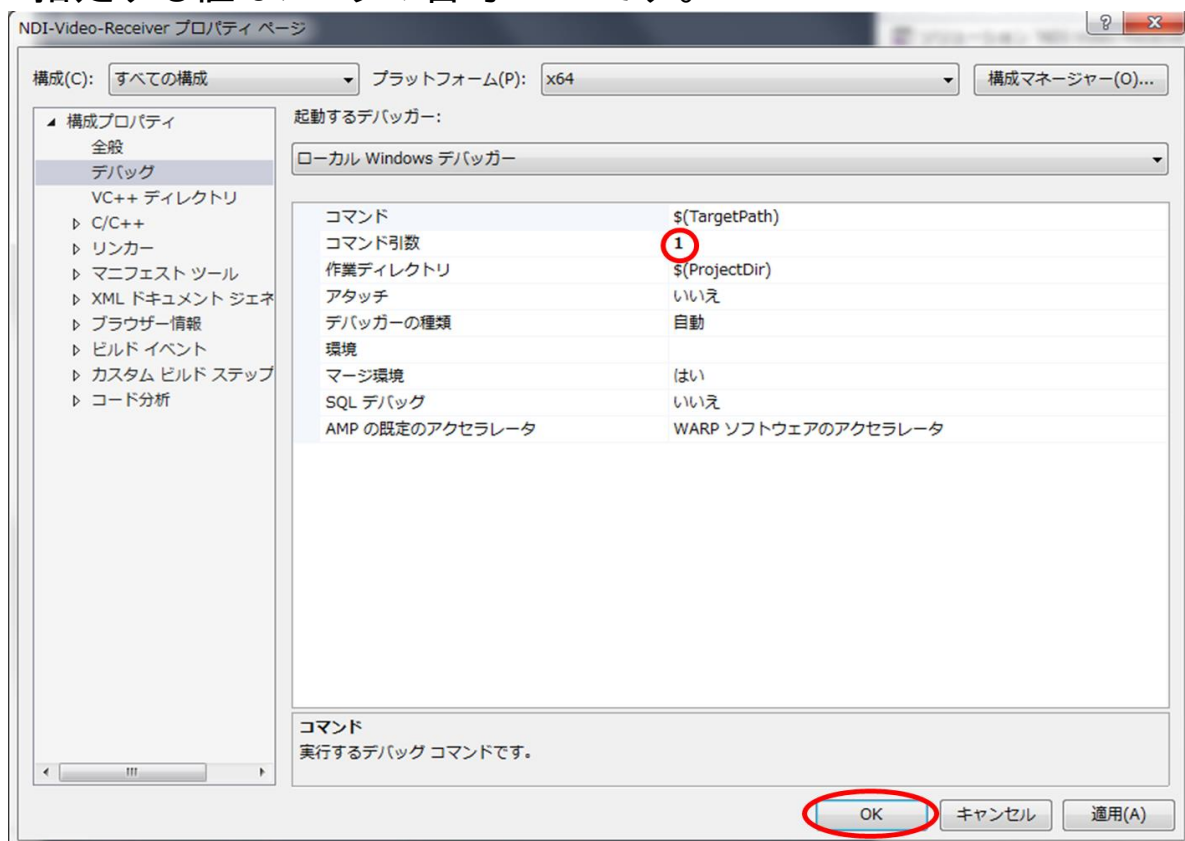 NDI-Video-Receiver プロパティ ページ
構成(C): すべての構成 プラットフォーム(P): x64 構成マネージャー(O)...
構成プロパティ
全般
デバッグ
VC++ ディレクトリ
C/C++
リンカー
マニフェスト ツール
XML ドキュメント ジェネ
ブラウザー情報
ビルド イベント
カスタム ビルド ステップ
コード分析
起動するデバッガー:
ローカル Windows デバッガー
コマンド $(TargetPath)
コマンド引数 1
作業ディレクトリ $(ProjectDir)
アタッチ いいえ
デバッガーの種類 自動
環境
マージ環境 はい
SQL デバッグ いいえ
AMP の既定のアクセラレータ WARP ソフトウェアのアクセラレータ
コマンド
実行するデバッグ コマンドです。
OK キャンセル 適用(A)